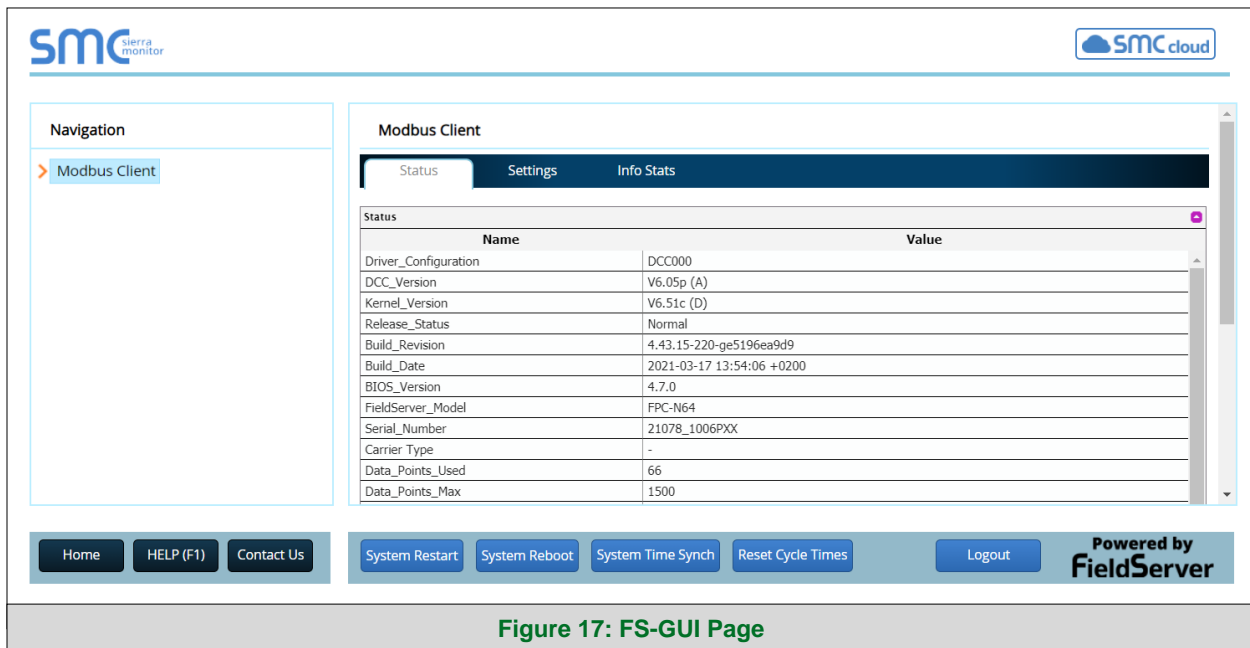 SMC sierra monitor
SMC cloud
Navigation
Modbus Client
Modbus Client
Status Settings Info Stats
Status
Name Value
Driver_Configuration DCC000
DCC_Version V6.05p (A)
Kernel_Version V6.51c (D)
Release_Status Normal
Build_Revision 4.43.15-220-ge5196ea9d9
Build_Date 2021-03-17 13:54:06 +0200
BIOS_Version 4.7.0
FieldServer_Model FPC-N64
Serial_Number 21078_1006PXX
Carrier Type -
Data_Points_Used 66
Data_Points_Max 1500
Home HELP (F1) Contact Us System Restart System Reboot System Time Synch Reset Cycle Times Logout
Powered by
FieldServer
Figure 17: FS-GUI Page